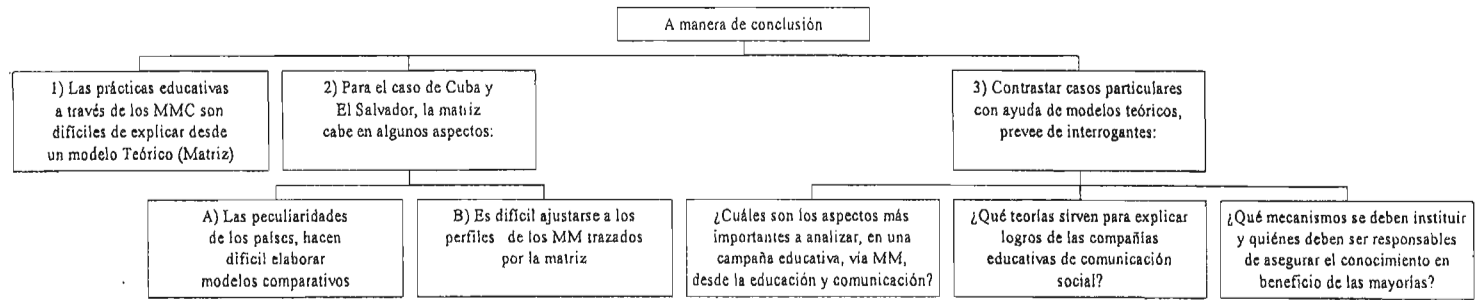 A manera de conclusión
1) Las prácticas educativas
a través de los MMC son
difíciles de explicar desde
un modelo Teórico (Matriz)
2) Para el caso de Cuba y
El Salvador, la matriz
cabe en algunos aspectos:
3) Contrastar casos particulares
con ayuda de modelos teóricos,
prevee de interrogantes:
A) Las peculiaridades
de los países, hacen
difícil elaborar
modelos comparativos
B) Es difícil ajustarse a los
perfiles de los MM trazados
por la matriz
¿Cuáles son los aspectos más
importantes a analizar, en una
campaña educativa, vía MM,
desde la educación y comunicación?
¿Qué teorías sirven para explicar
logros de las compañías
educativas de comunicación
social?
¿Qué mecanismos se deben instituir
y quiénes deben ser responsables
de asegurar el conocimiento en
beneficio de las mayorías?